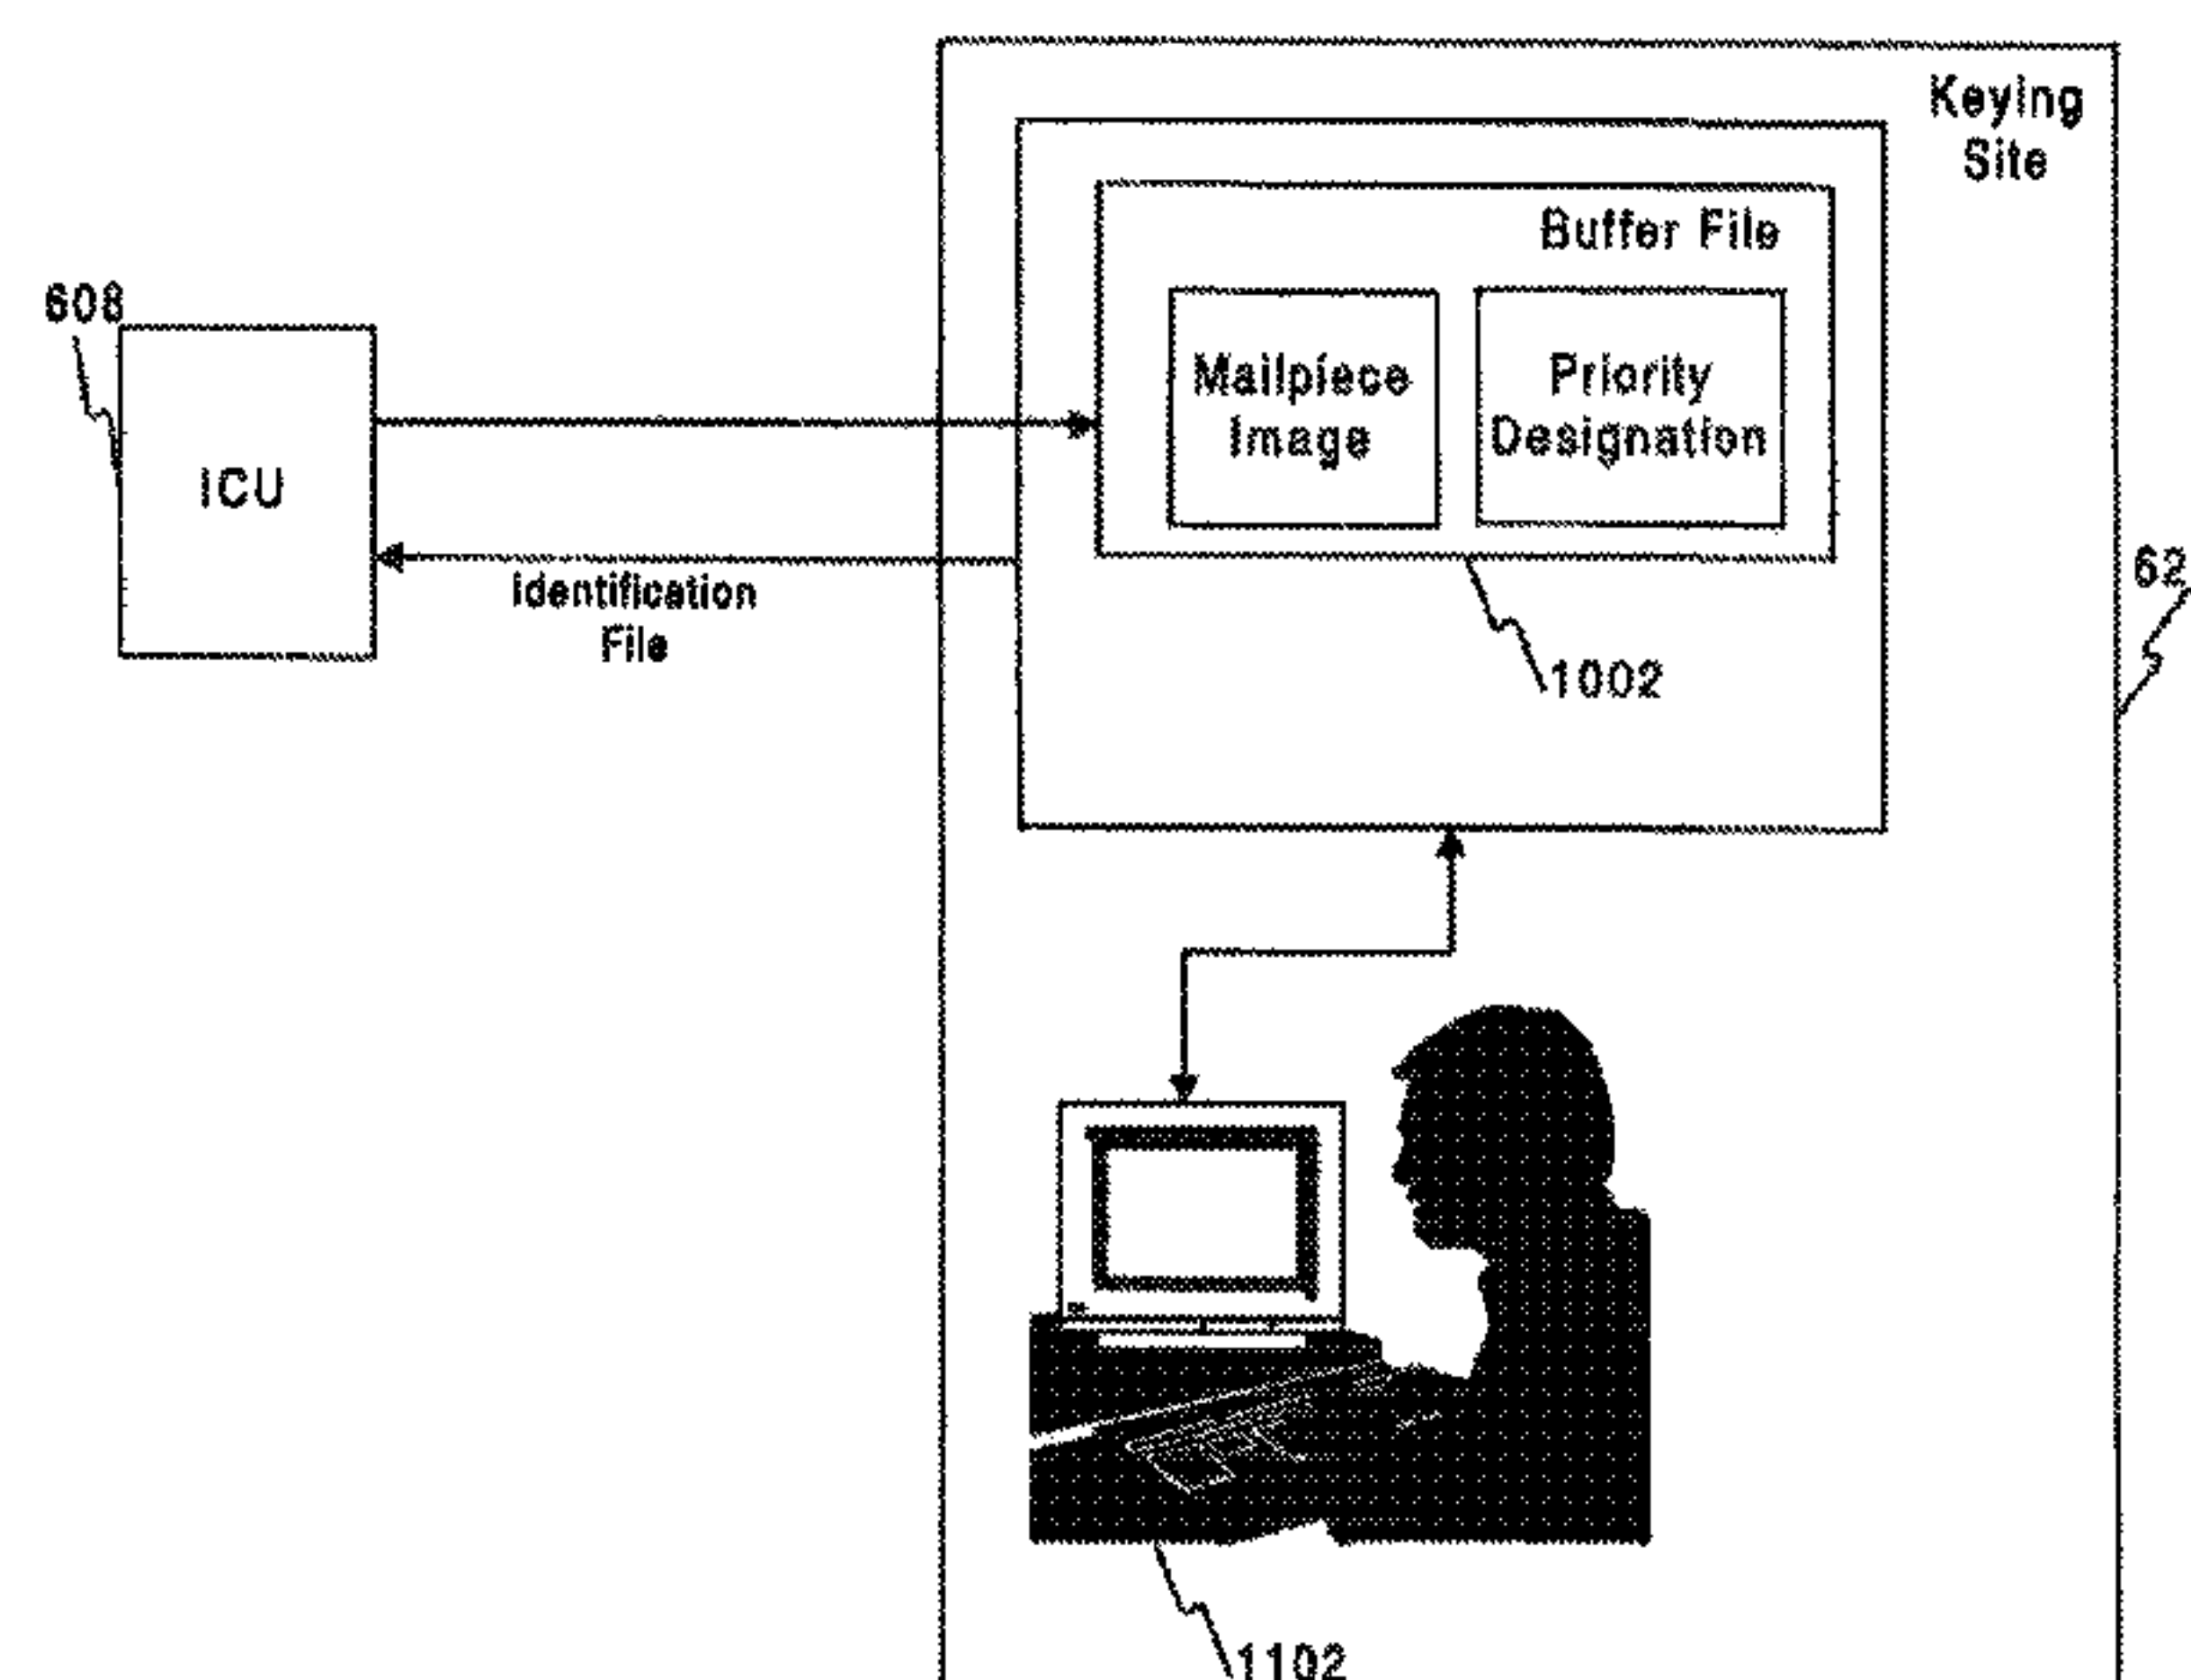 Keying
Site
Buffer File
608
Mailpiece
Image
Priority
Designation
ICU
Identification
File
62
1002
1102